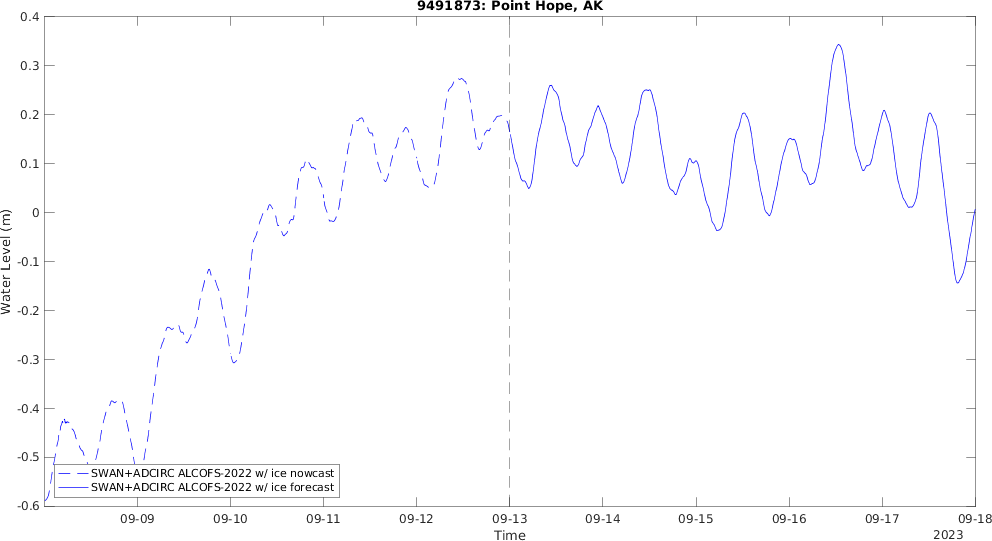 9491873: Point Hope, AK
0.4
0.3
0.2
0.1
0
-0.1
-0.2
-0.3
-0.4
-0.5
-0.6
Water Level (m)
SWAN+ADCIRC ALCOFS-2022 w/ ice nowcast
SWAN+ADCIRC ALCOFS-2022 w/ ice forecast
09-09 09-10 09-11 09-12 09-13 09-14 09-15 09-16 09-17 09-18
Time
2023